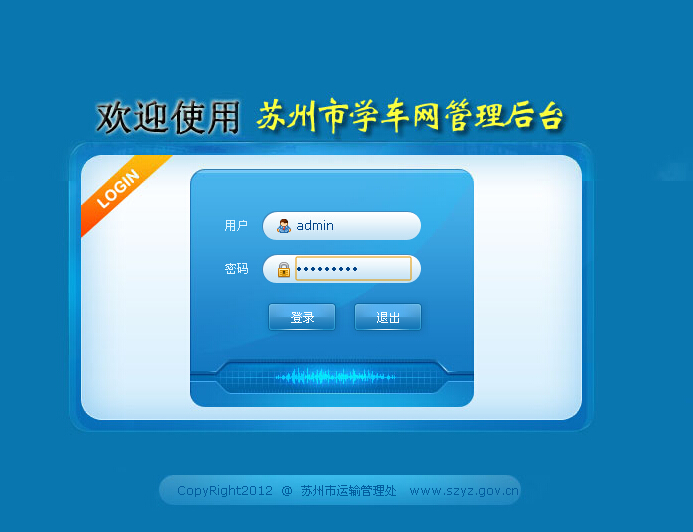 欢迎使用 苏州市学车网管理后台
LOGIN
用户 admin
密码 •••••••••
登录 退出
CopyRight2012 @ 苏州市运输管理处 www.szyz.gov.cn